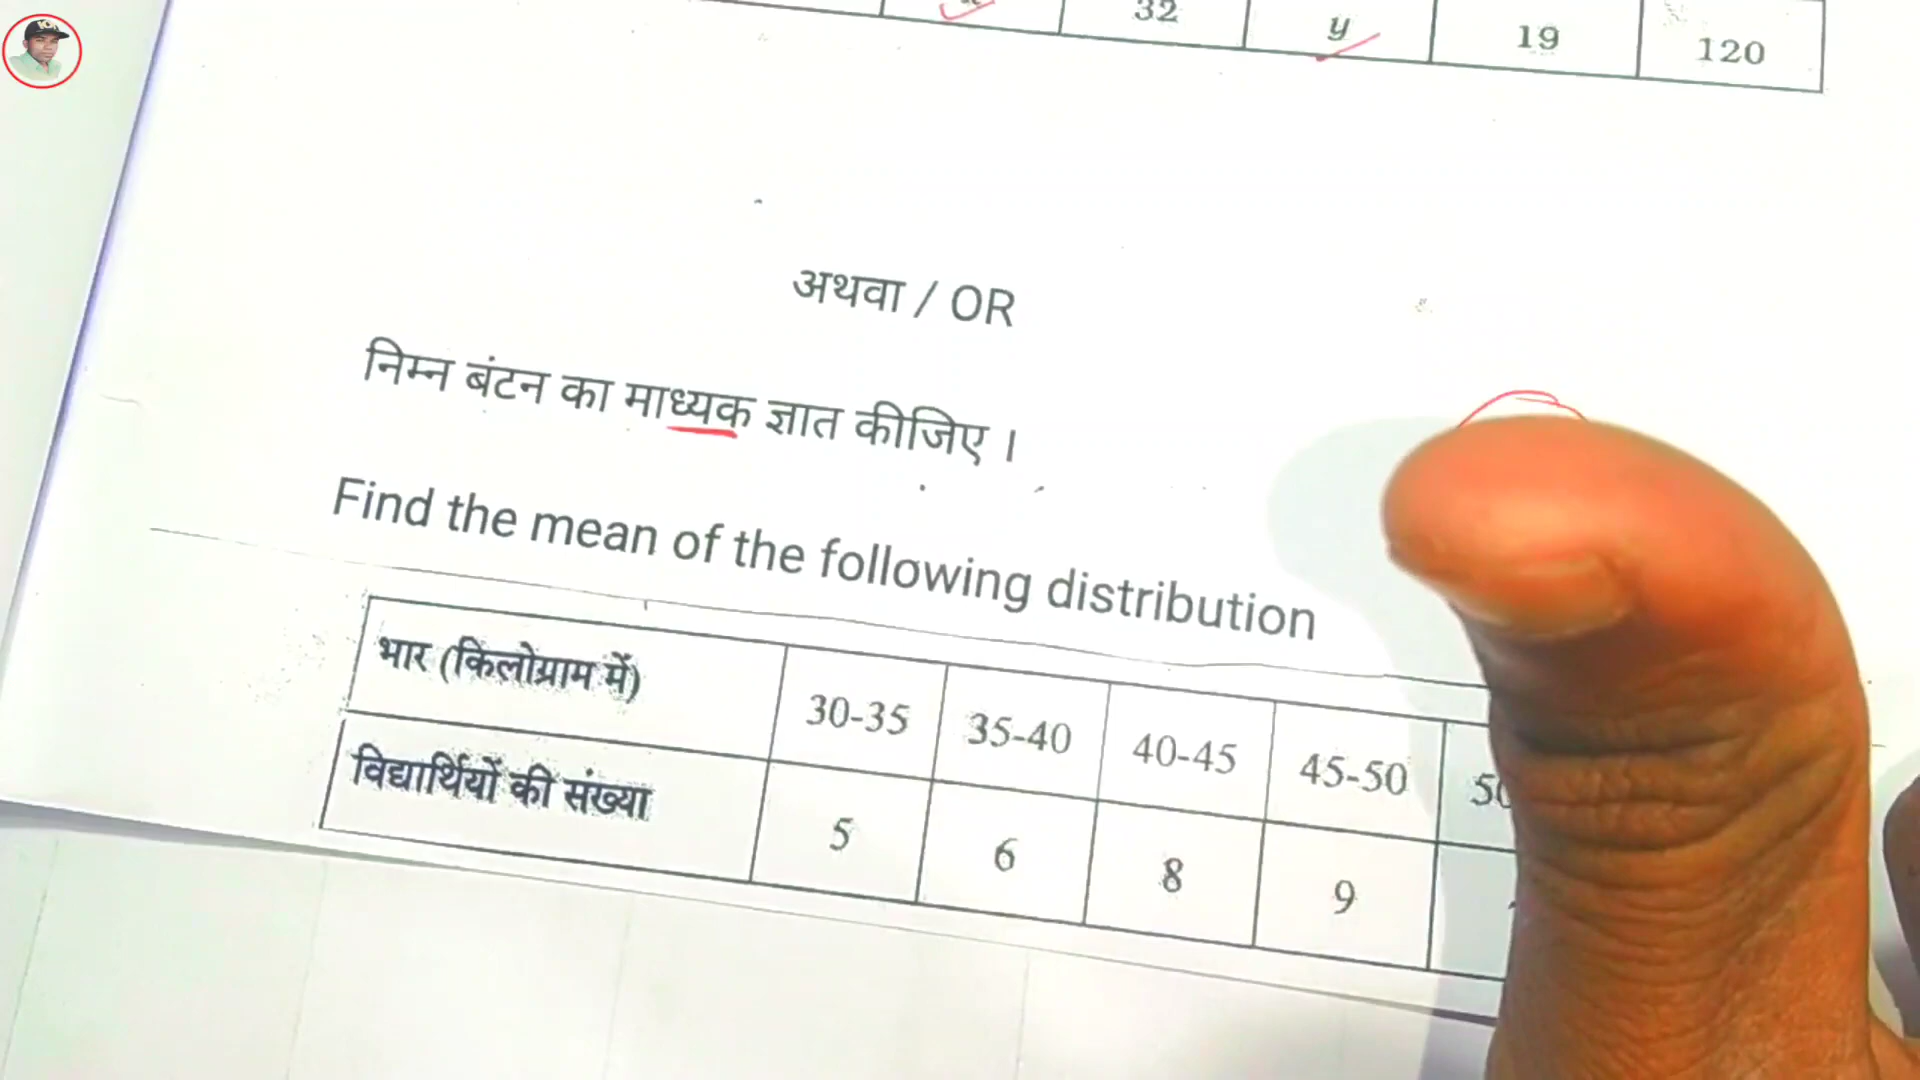 32 y 19 120
अथवा / OR
निम्न बंटन का माध्यक ज्ञात कीजिए ।
Find the mean of the following distribution
भार (किलोग्राम में) 30-35 35-40 40-45 45-50
विद्यार्थियों की संख्या 5 6 8 9